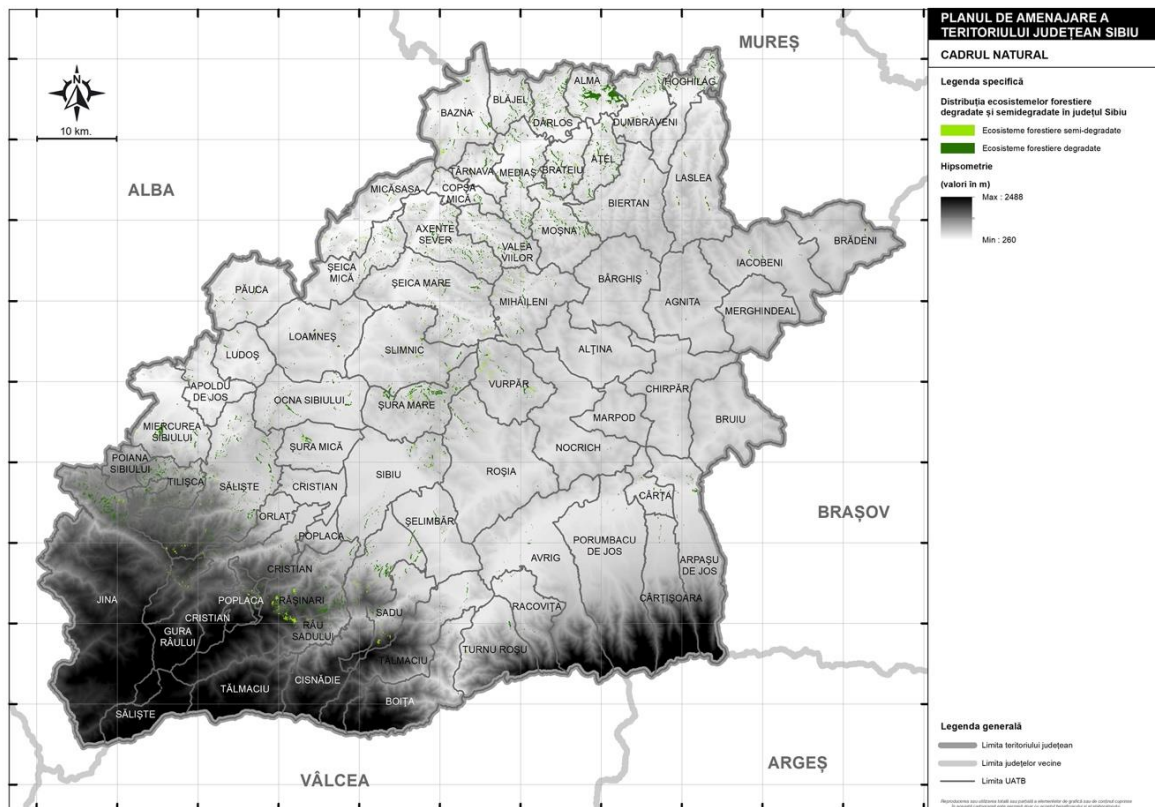 PLANUL DE AMENAJARE A
TERITORIULUI JUDEȚEAN SIBIU
CADRUL NATURAL
Legenda specifică
Distribuția ecosistemelor forestiere
degradate și semidegradate în județul Sibiu
Ecosisteme forestiere semi-degradate
Ecosisteme forestiere degradate
Hipsometrie
(valori în m)
Max : 2488
Min : 260
N
10 km.
MUREȘ
ALBA
BRAȘOV
ARGEȘ
VÂLCEA
ALMA
HOGHILAG
BAZNA
BLĂJEL
DÂRLOS
DUMBRĂVENI
AȚEL
TÂRNAVA
MEDIAȘ
BRATEIU
LASLEA
MICĂSASA
COPȘA
MICĂ
BIERTAN
AXENTE
SEVER
MOȘNA
VALEA
VIILOR
BRĂDENI
IACOBENI
ȘEICA
MICĂ
ȘEICA MARE
BÂRGHIȘ
PĂUCA
MIHĂILENI
AGNITA
MERGHINDEAL
LOAMNEȘ
SLIMNIC
ALȚINA
LUDOȘ
VURPĂR
APOLDU
DE JOS
CHIRPĂR
OCNA SIBIULUI
ȘURA MARE
MARPOD
BRUIU
MIERCUREA
SIBIULUI
ȘURA MICĂ
NOCRICH
POIANA
SIBIULUI
TILIȘCA
SĂLIȘTE
CRISTIAN
SIBIU
ROȘIA
CÂRȚA
ORLAT
ȘELIMBĂR
POPLACA
AVRIG
PORUMBACU
DE JOS
ARPAȘU
DE JOS
CRISTIAN
JINA
POPLACA
RĂȘINARI
CÂRȚIȘOARA
CRISTIAN
SADU
RACOVIȚA
GURA
RÂULUI
RÂU
SADULUI
TURNU ROȘU
TĂLMACIU
CISNĂDIE
TĂLMACIU
BOIȚA
SĂLIȘTE
Legenda generală
Limita teritoriului județean
Limita județelor vecine
Limita UATB